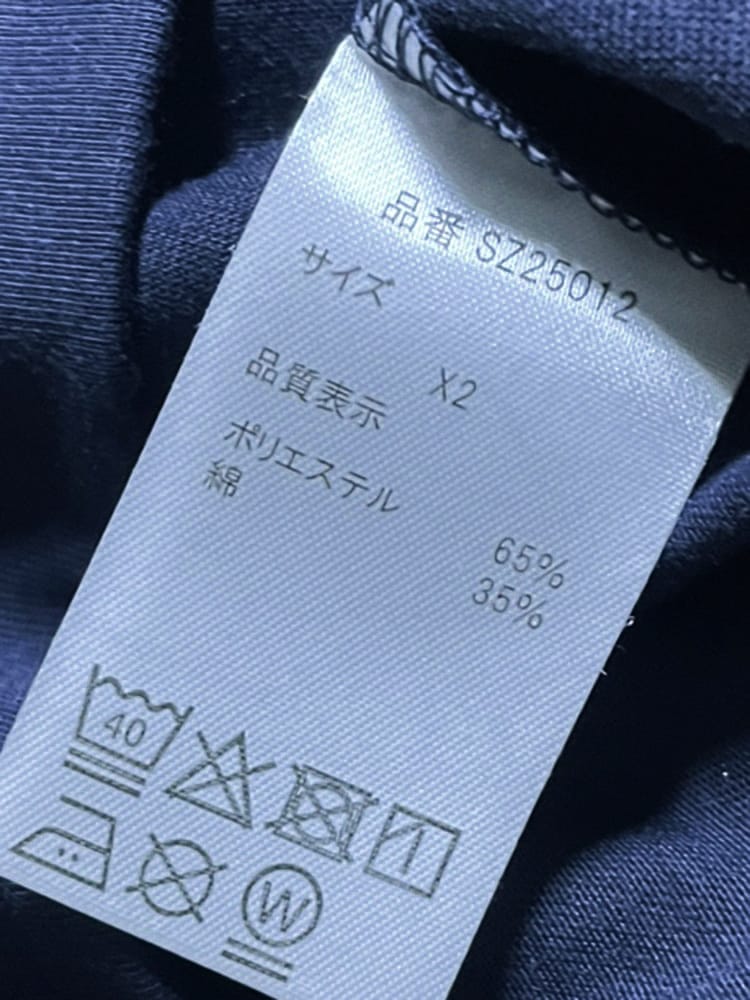 品番 SZ25012
サイズ
X2
品質表示
ポリエステル 65%
綿 35%
40
W